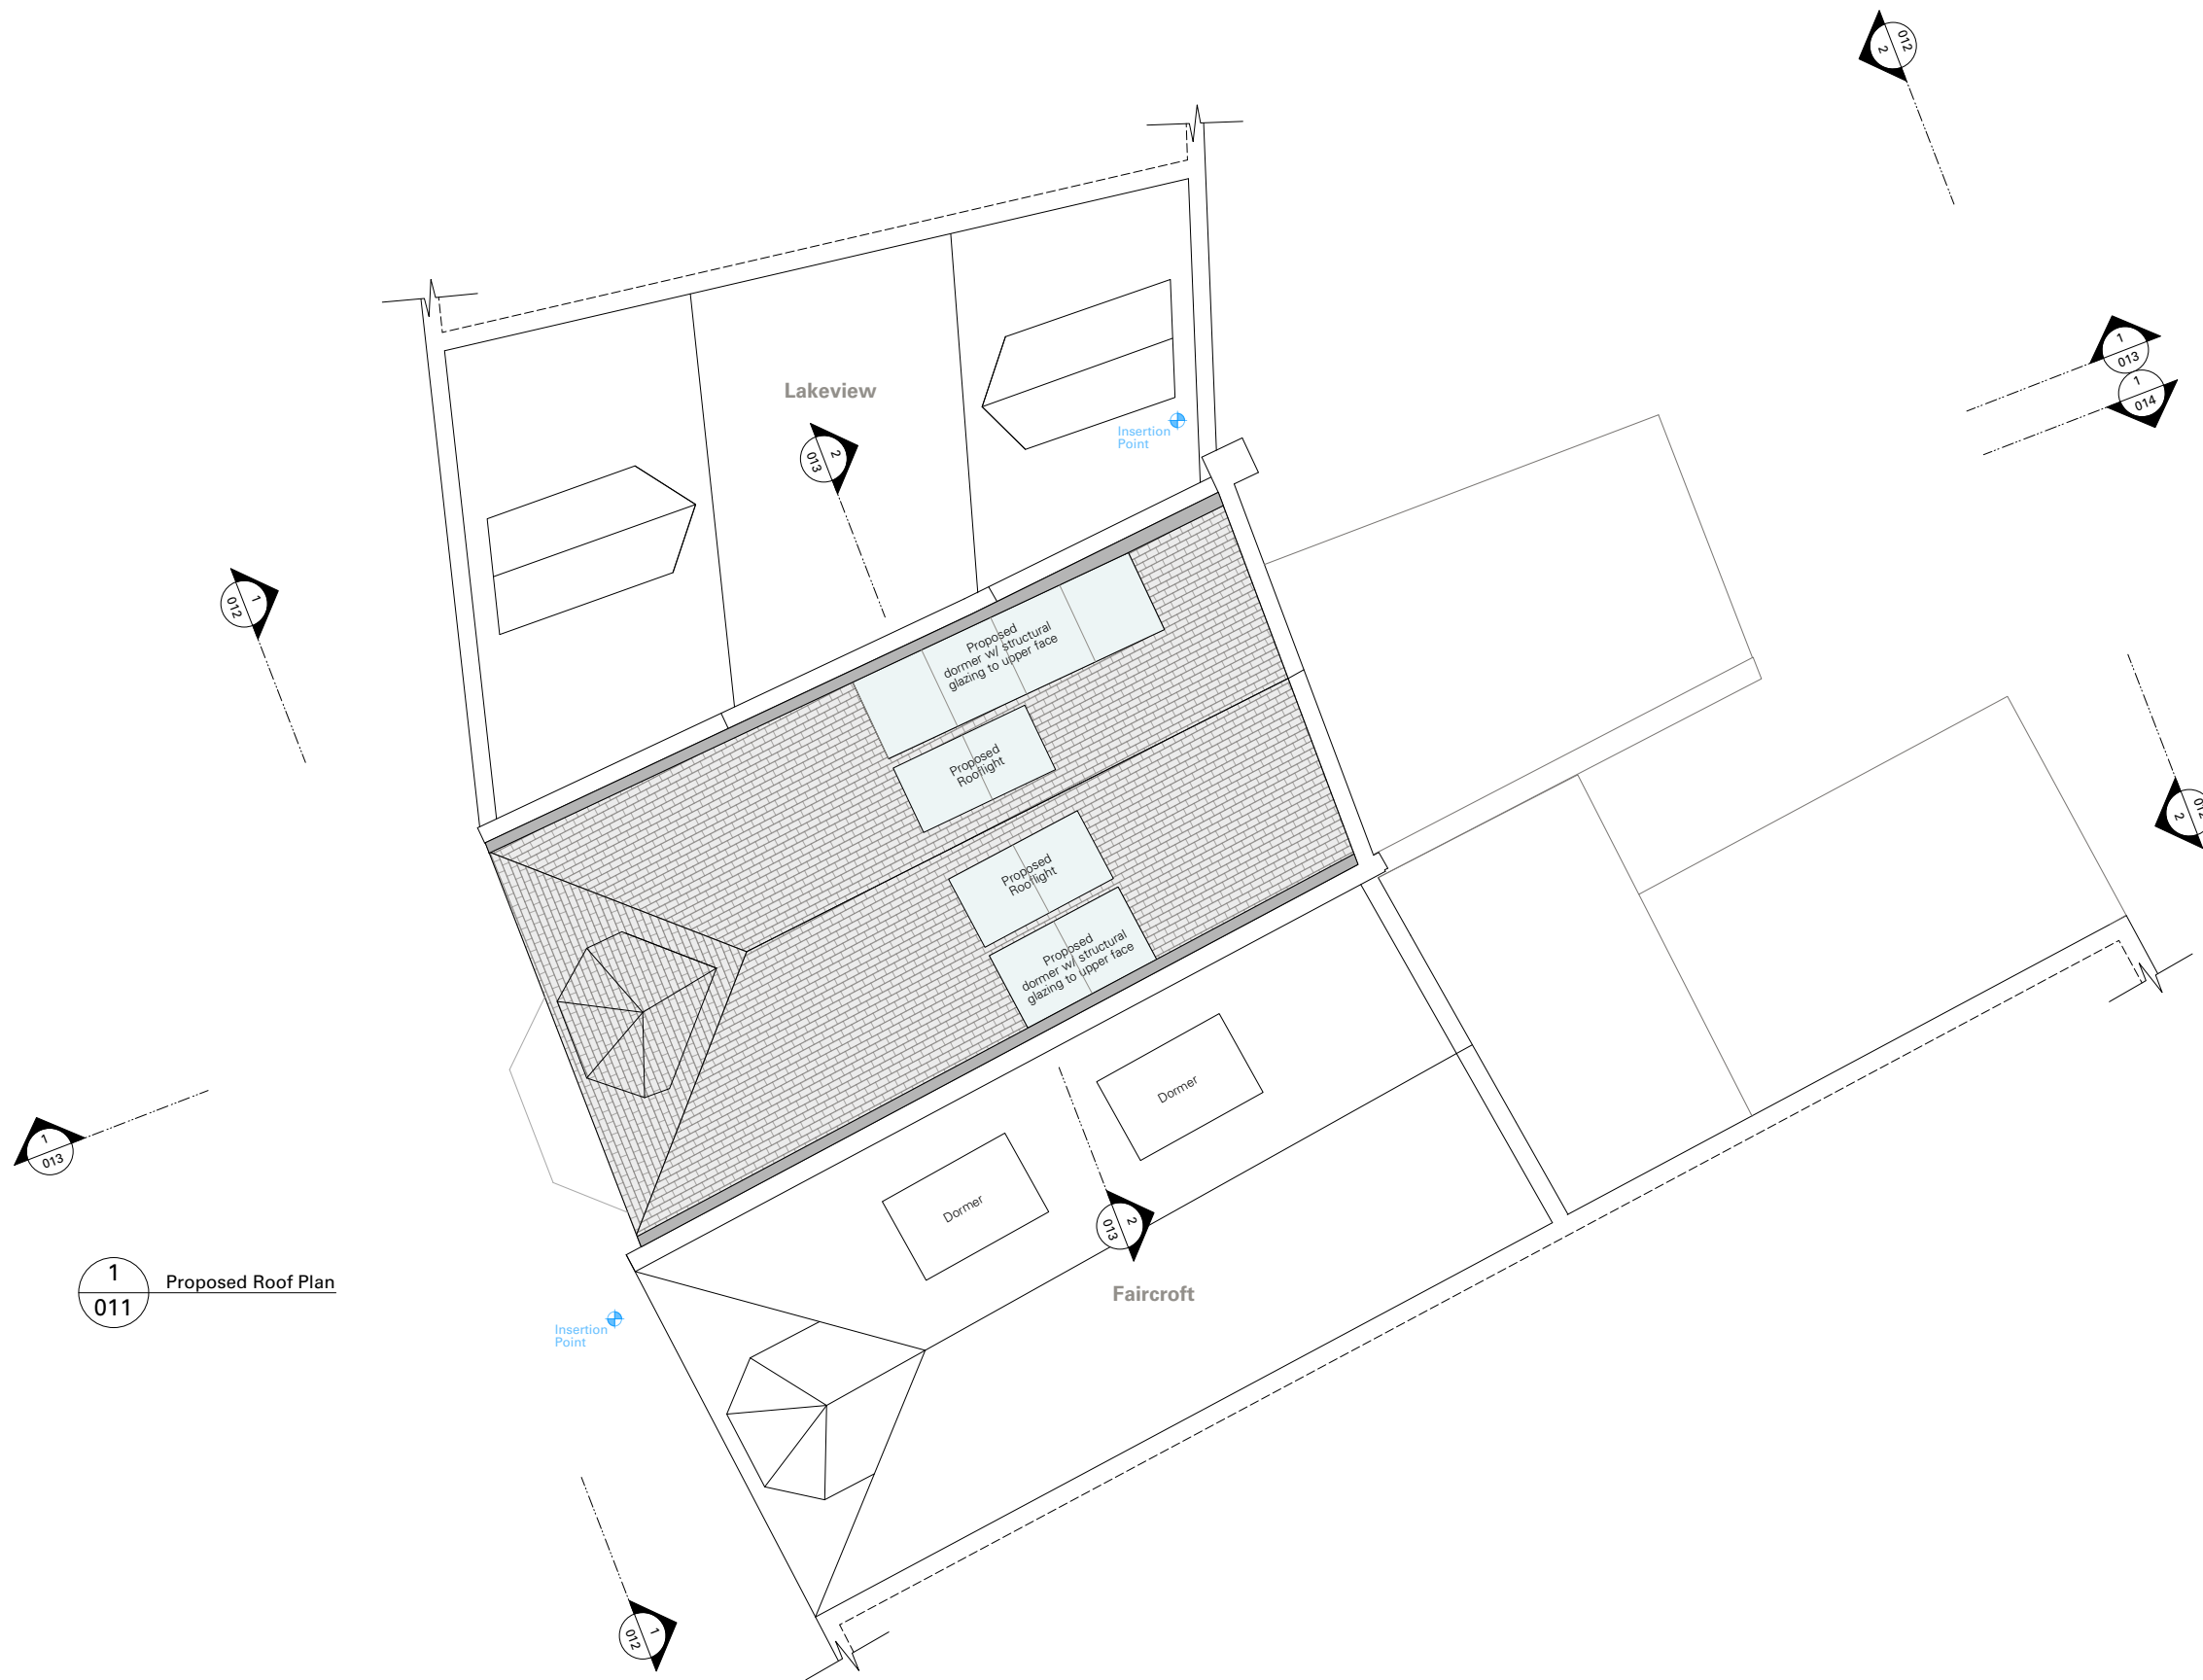 012
2
Lakeview
1
013
1
014
Insertion
Point
2
013
1
012
Proposed
dormer w/ structural
glazing to upper face
Proposed
Rooflight
2
Proposed
Rooflight
Proposed
dormer w/ structural
glazing to upper face
1
013
Dormer
Dormer
2
013
1
011
Proposed Roof Plan
Faircroft
Insertion
Point
1
012